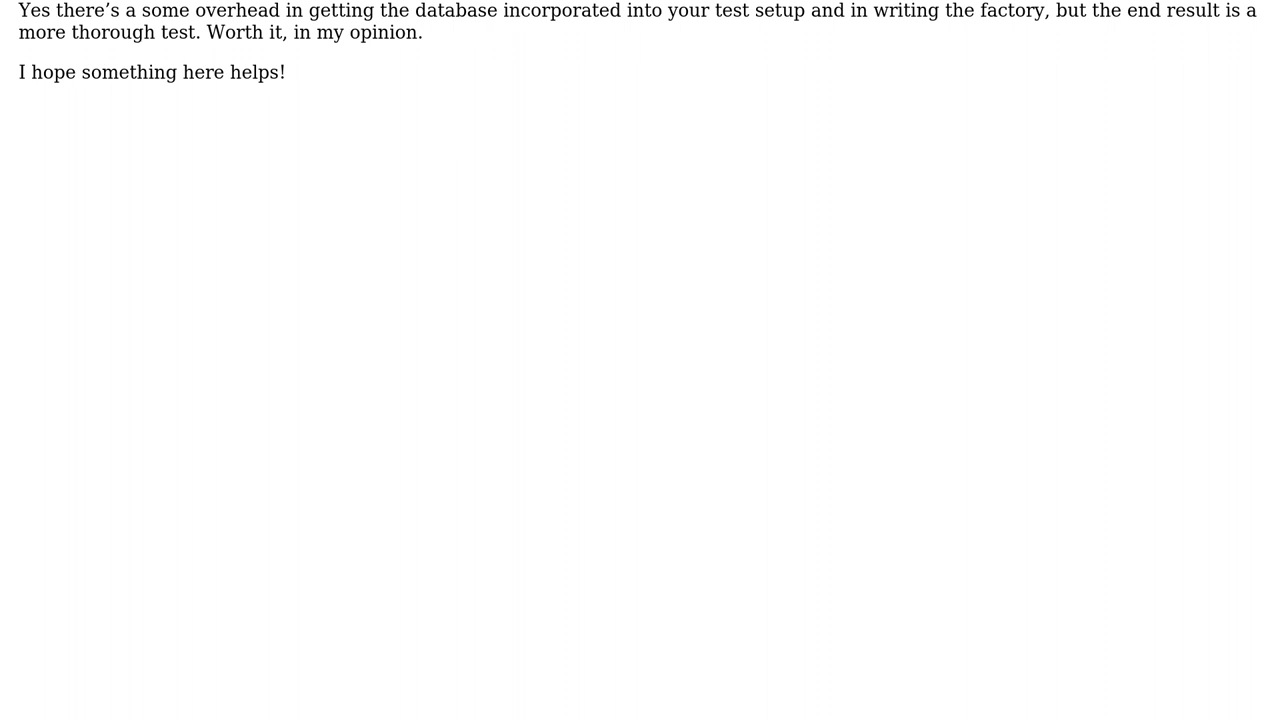 Yes there’s a some overhead in getting the database incorporated into your test setup and in writing the factory, but the end result is a
more thorough test. Worth it, in my opinion.
I hope something here helps!